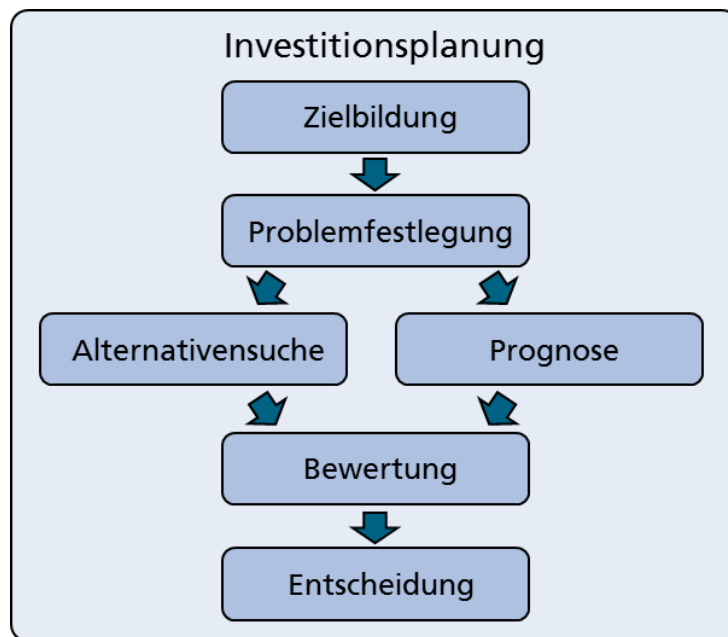 Investitionsplanung
Zielbildung
Problemfestlegung
Alternativensuche
Prognose
Bewertung
Entscheidung